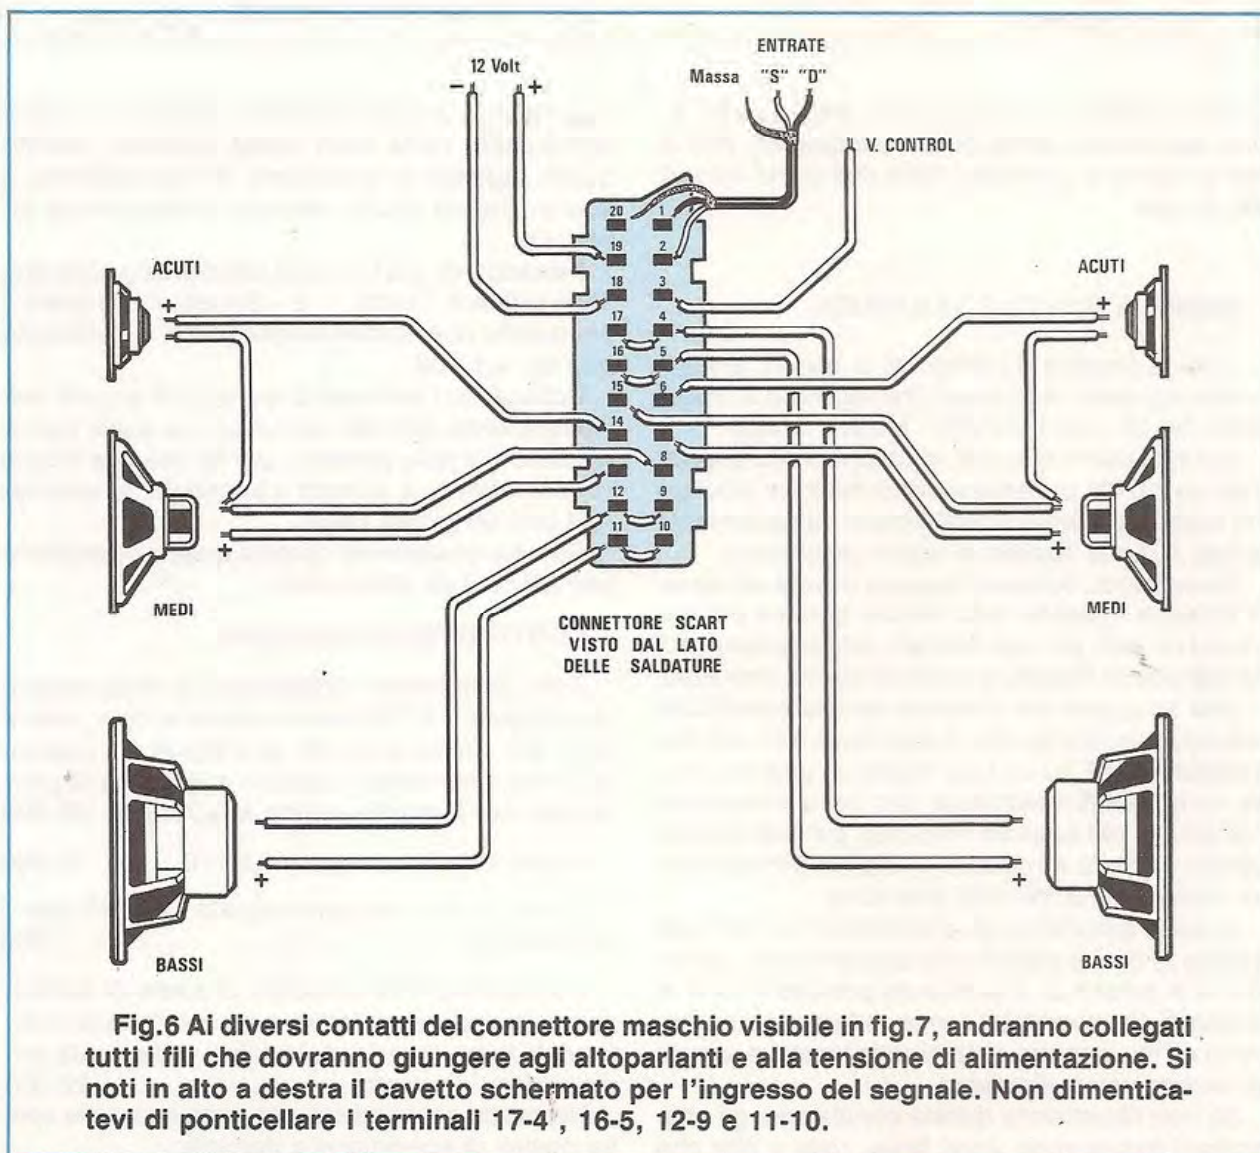 ENTRATE
12 Volt
Massa "S" "D"
− +
V. CONTROL
20 1
19 2
18 3
17 4
16 5
15 6
14
8
12 9
11 10
ACUTI
+
ACUTI
+
MEDI
+
MEDI
+
CONNETTORE SCART
VISTO DAL LATO
DELLE SALDATURE
BASSI
+
BASSI
+
Fig.6 Ai diversi contatti del connettore maschio visibile in fig.7, andranno collegati
tutti i fili che dovranno giungere agli altoparlanti e alla tensione di alimentazione. Si
noti in alto a destra il cavetto schermato per l'ingresso del segnale. Non dimentica-
tevi di ponticellare i terminali 17-4, 16-5, 12-9 e 11-10.